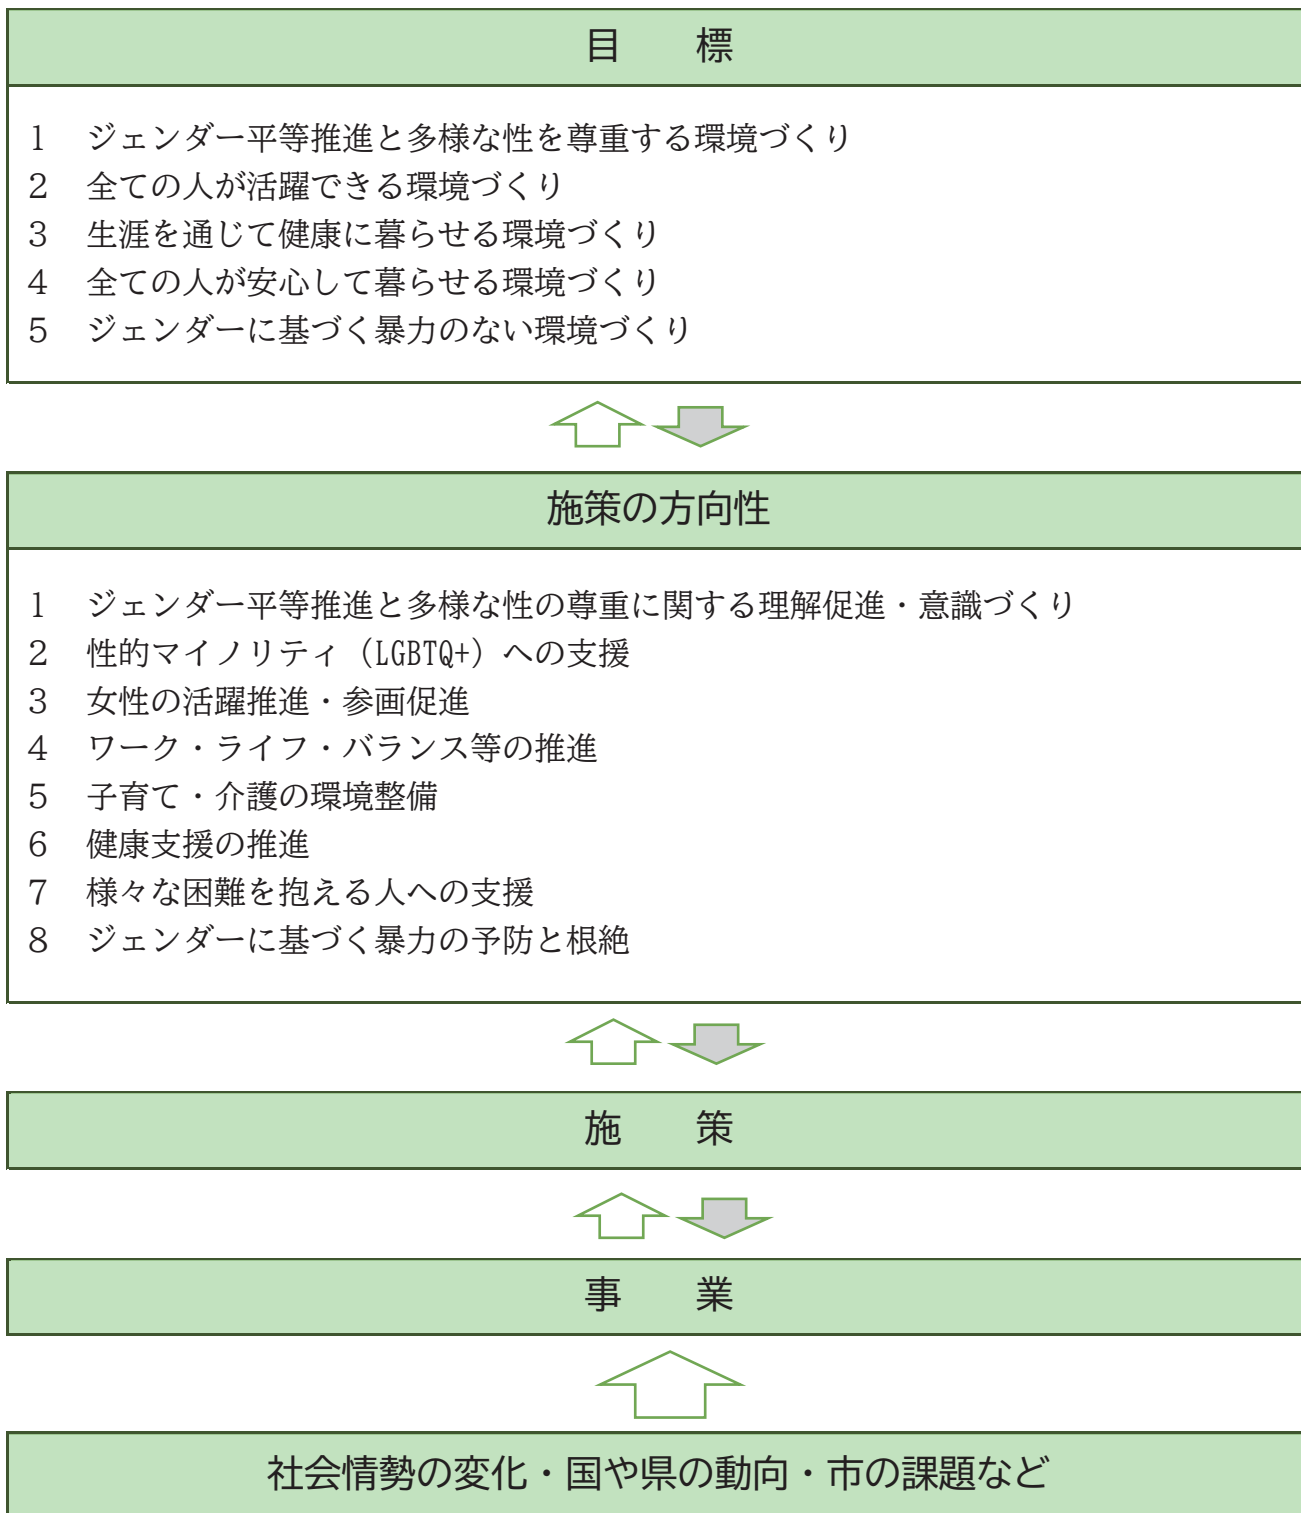 目　　標
１　ジェンダー平等推進と多様な性を尊重する環境づくり
２　全ての人が活躍できる環境づくり
３　生涯を通じて健康に暮らせる環境づくり
４　全ての人が安心して暮らせる環境づくり
５　ジェンダーに基づく暴力のない環境づくり
施策の方向性
１　ジェンダー平等推進と多様な性の尊重に関する理解促進・意識づくり
２　性的マイノリティ（LGBTQ+）への支援
３　女性の活躍推進・参画促進
４　ワーク・ライフ・バランス等の推進
５　子育て・介護の環境整備
６　健康支援の推進
７　様々な困難を抱える人への支援
８　ジェンダーに基づく暴力の予防と根絶
施　　策
事　　業
社会情勢の変化・国や県の動向・市の課題など